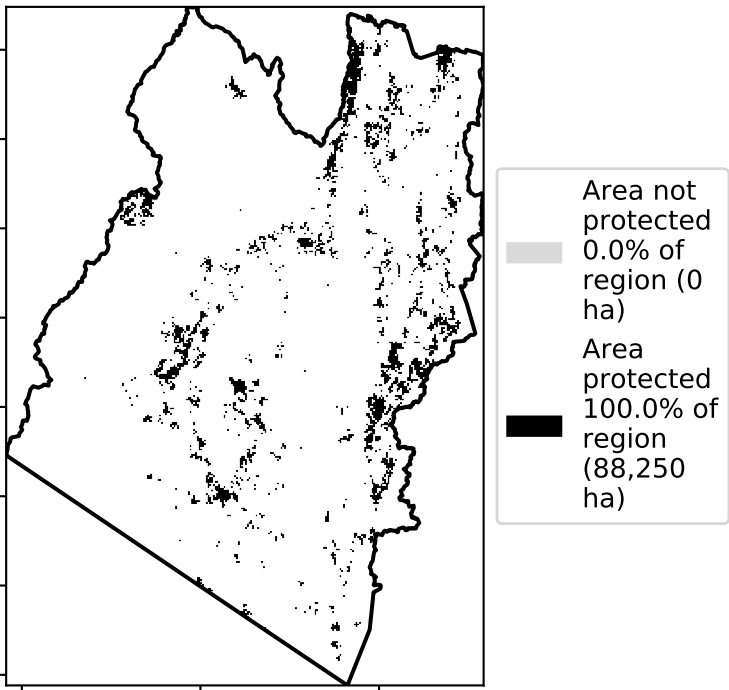 Area not
protected
0.0% of
region (0
ha)
Area
protected
100.0% of
region
(88,250
ha)